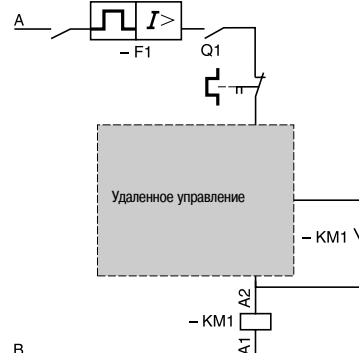 A
I>
– F1
Q1
Удаленное управление
– KM1
A2
– KM1
A1
B